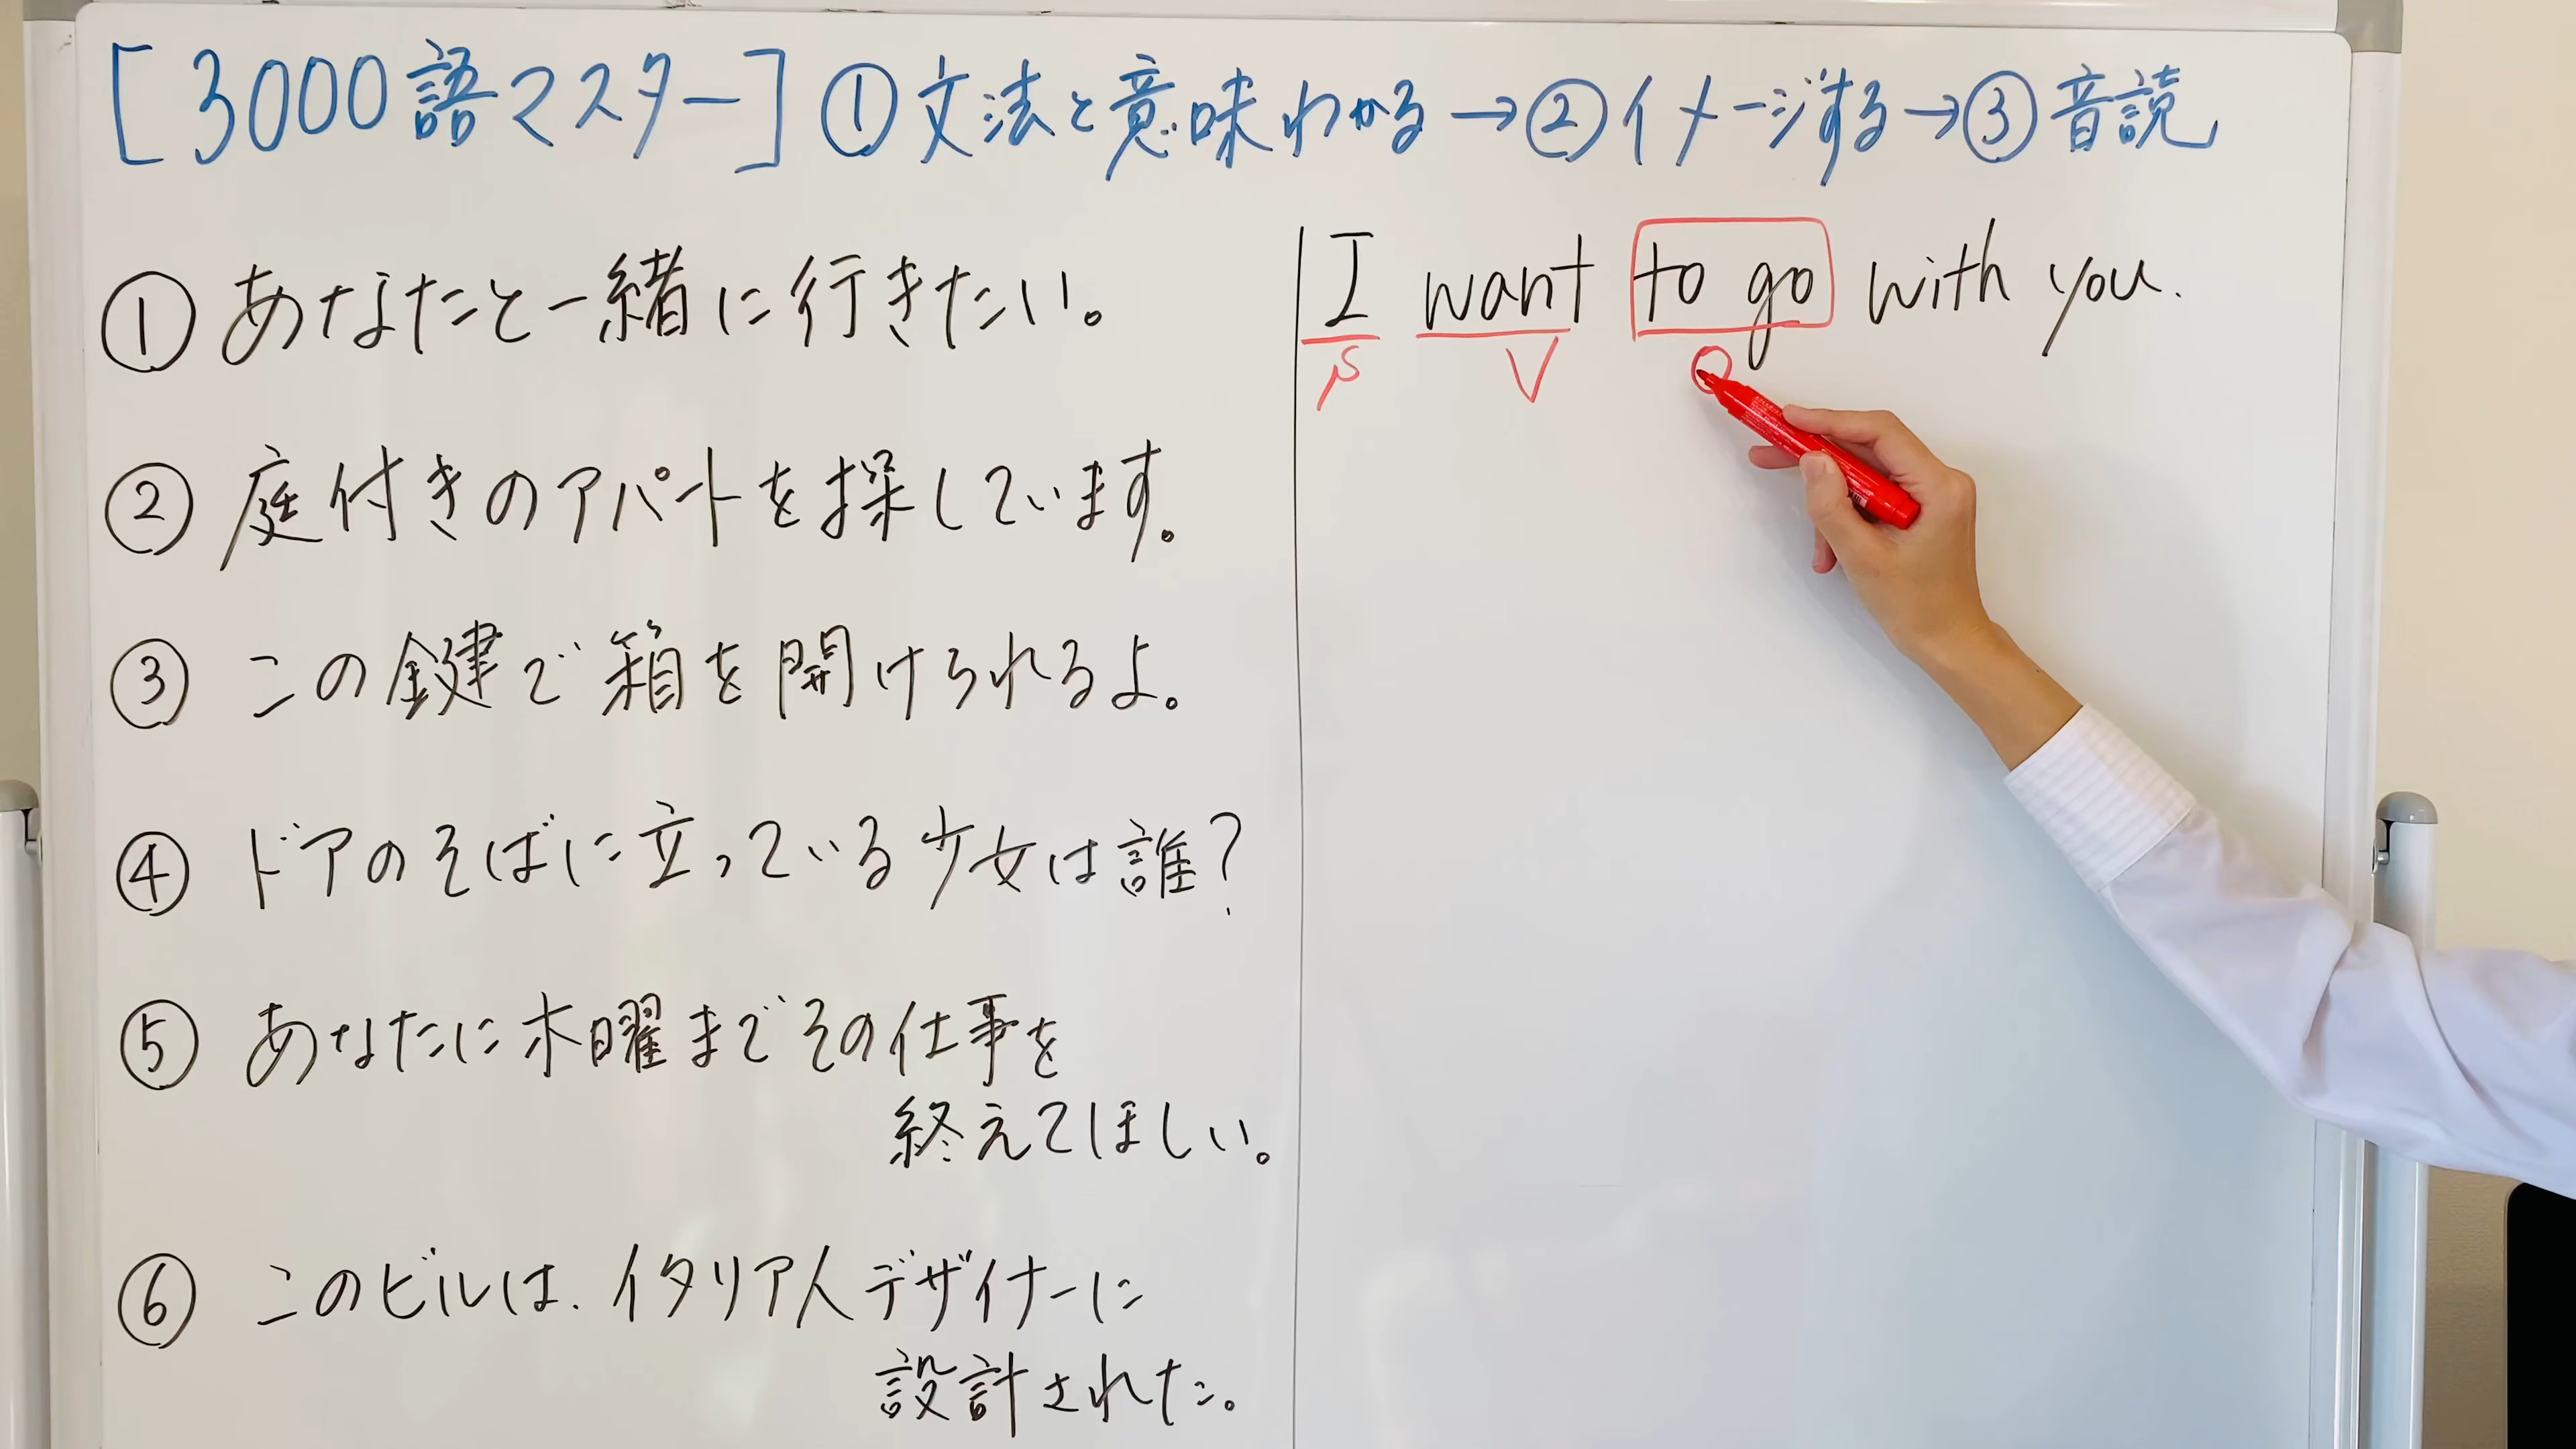 [3000語マスター] ①文法と意味わかる→②イメージする→③音読
①あなたと一緒に行きたい。
②庭付きのアパートを探しています。
③この鍵で箱を開けられるよ。
④ドアのそばに立っている少女は誰?
⑤あなたに木曜までその仕事を
終えてほしい。
⑥このビルは、イタリア人デザイナーに
設計された。
I want to go with you.
S V O